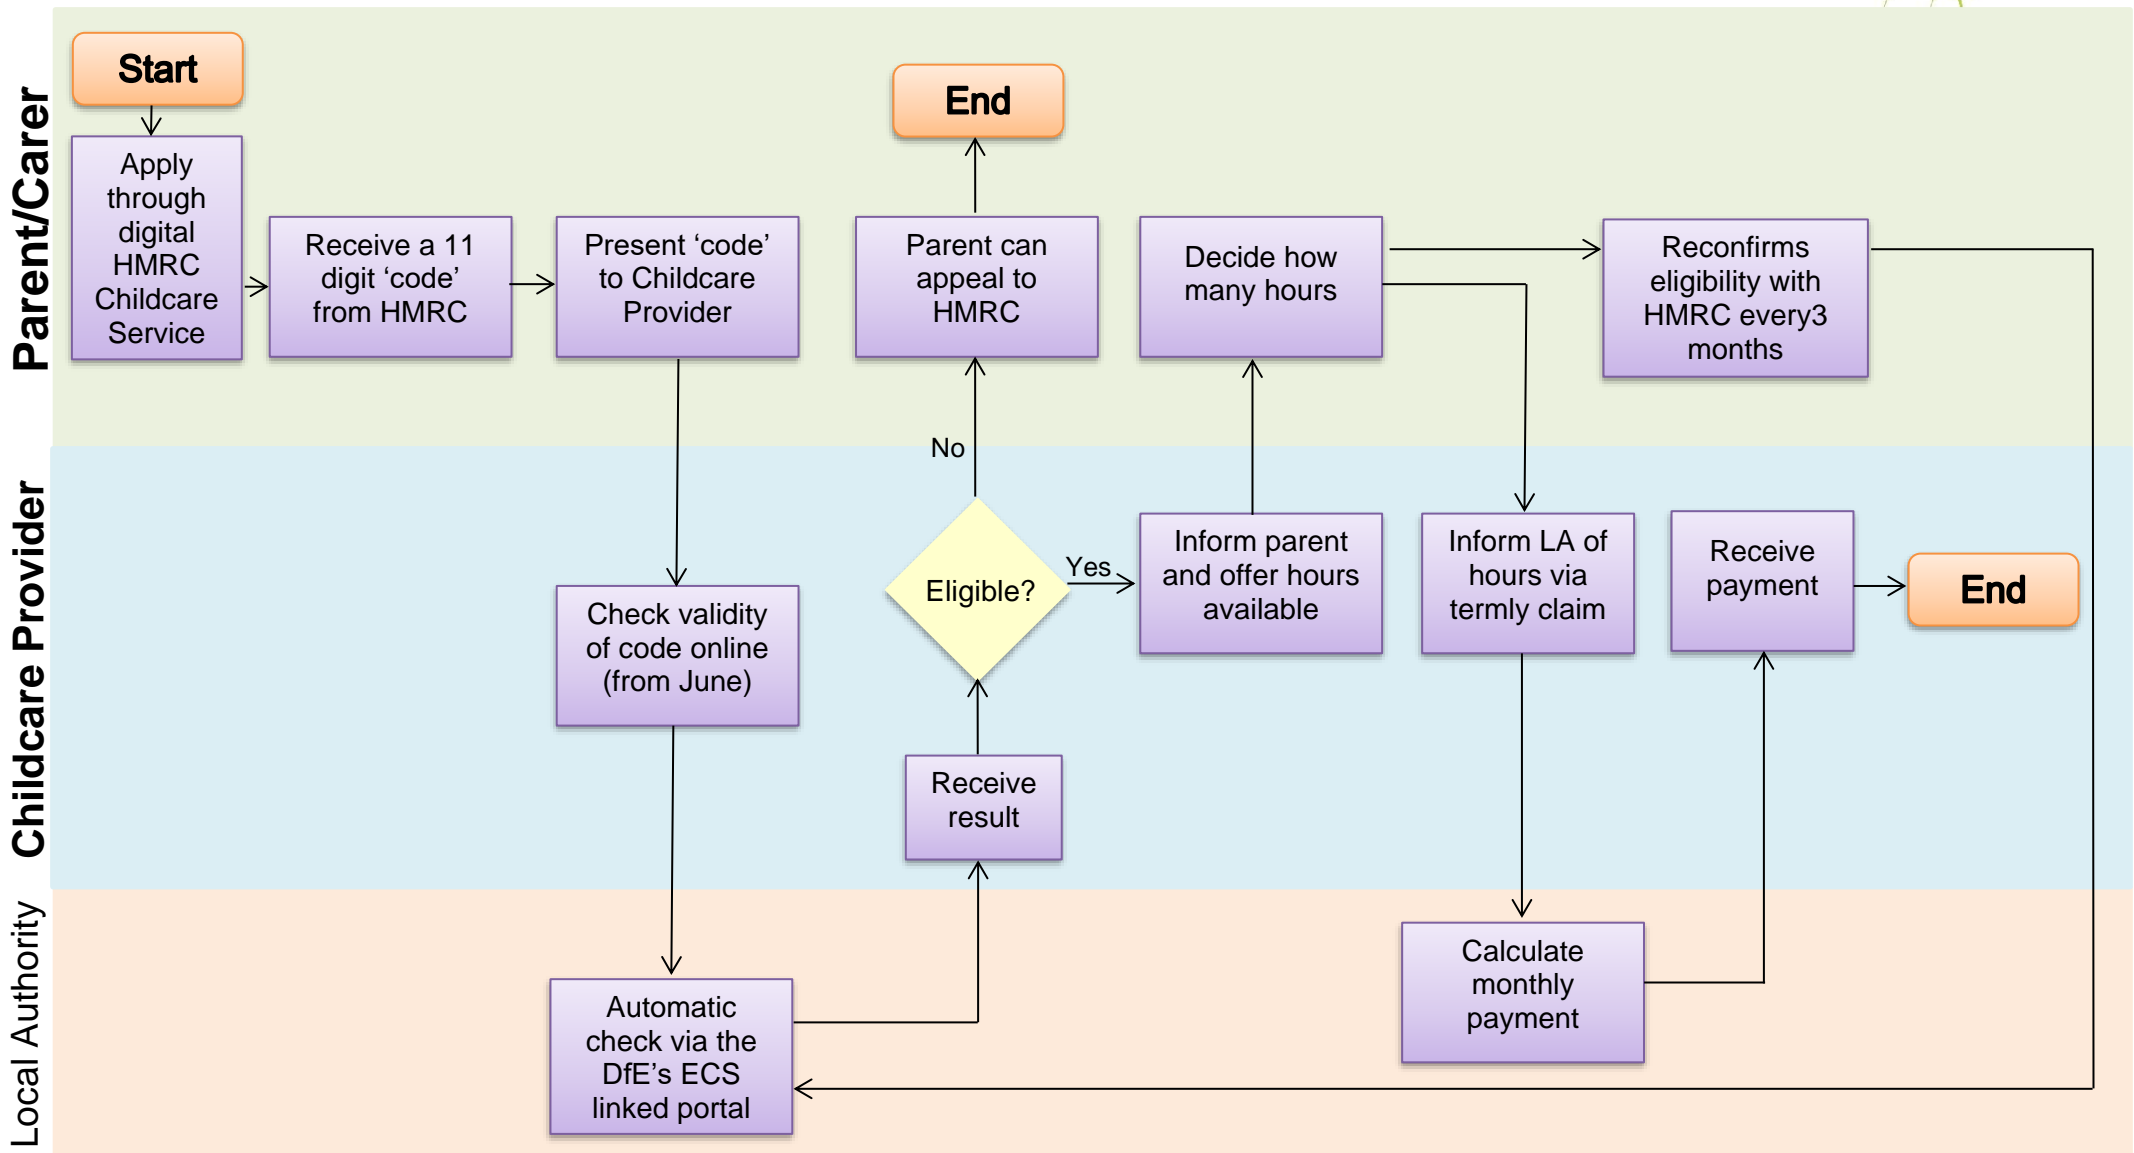 Parent/Carer
Start
Apply
through
digital
HMRC
Childcare
Service
Receive a 11
digit ‘code’
from HMRC
Present ‘code’
to Childcare
Provider
End
Parent can
appeal to
HMRC
Decide how
many hours
Reconfirms
eligibility with
HMRC every3
months
Childcare Provider
Check validity
of code online
(from June)
No
Eligible?
Yes
Receive
result
Inform parent
and offer hours
available
Inform LA of
hours via
termly claim
Receive
payment
End
Local Authority
Automatic
check via the
DfE’s ECS
linked portal
Calculate
monthly
payment